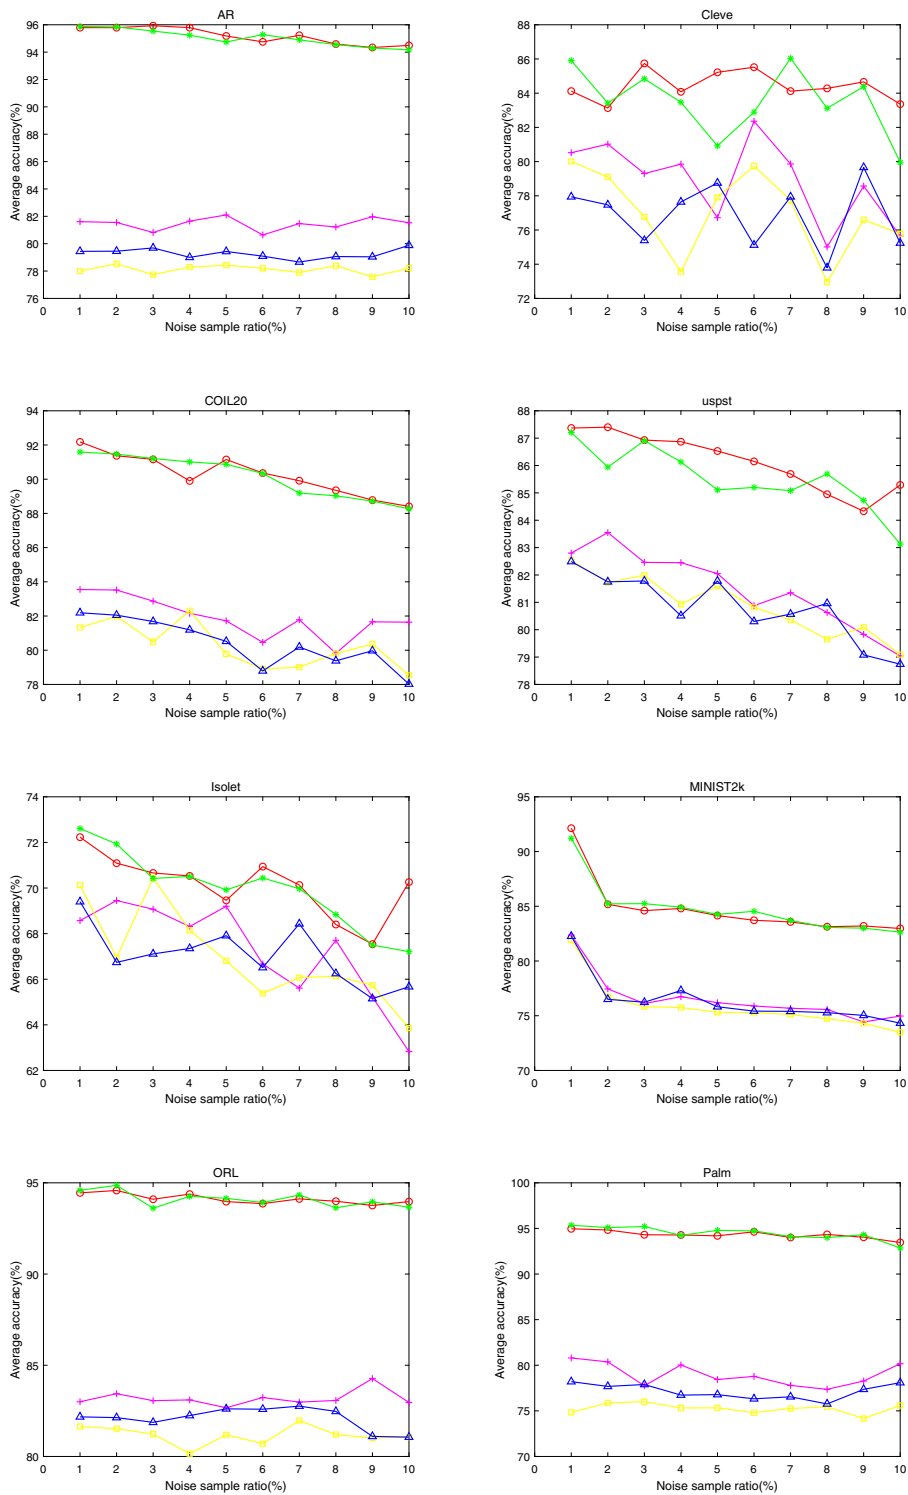 AR
96
94
92
90
88
86
84
82
80
78
76
Average accuracy(%)
0 1 2 3 4 5 6 7 8 9 10
Noise sample ratio(%)
Cleve
88
86
84
82
80
78
76
74
72
Average accuracy(%)
0 1 2 3 4 5 6 7 8 9 10
Noise sample ratio(%)
COIL20
94
92
90
88
86
84
82
80
78
Average accuracy(%)
0 1 2 3 4 5 6 7 8 9 10
Noise sample ratio(%)
uspst
88
87
86
85
84
83
82
81
80
79
78
Average accuracy(%)
0 1 2 3 4 5 6 7 8 9 10
Noise sample ratio(%)
Isolet
74
72
70
68
66
64
62
Average accuracy(%)
0 1 2 3 4 5 6 7 8 9 10
Noise sample ratio(%)
MINIST2k
95
90
85
80
75
70
Average accuracy(%)
0 1 2 3 4 5 6 7 8 9 10
Noise sample ratio(%)
ORL
95
90
85
80
Average accuracy(%)
0 1 2 3 4 5 6 7 8 9 10
Noise sample ratio(%)
Palm
100
95
90
85
80
75
70
Average accuracy(%)
0 1 2 3 4 5 6 7 8 9 10
Noise sample ratio(%)